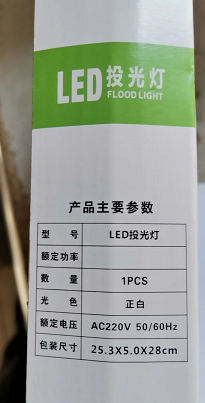 LED投光灯
FLOOD LIGHT
产品主要参数
型 号 LED投光灯
额定功率
数 量 1PCS
光 色 正白
额定电压 AC220V 50/60Hz
包装尺寸 25.3X5.0X28cm